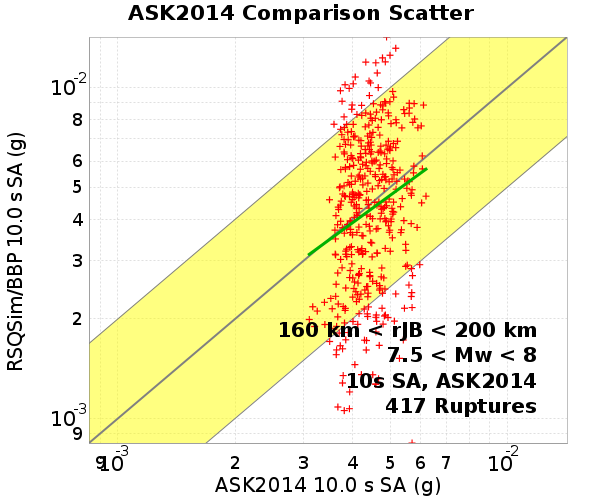 ASK2014 Comparison Scatter
RSQSim/BBP 10.0 s SA (g)
10-2
8
6
5
4
3
2
10-3
9
160 km < rJB < 200 km
7.5 < Mw < 8
10s SA, ASK2014
417 Ruptures
9 10-3 2 3 4 5 6 7 10-2
ASK2014 10.0 s SA (g)